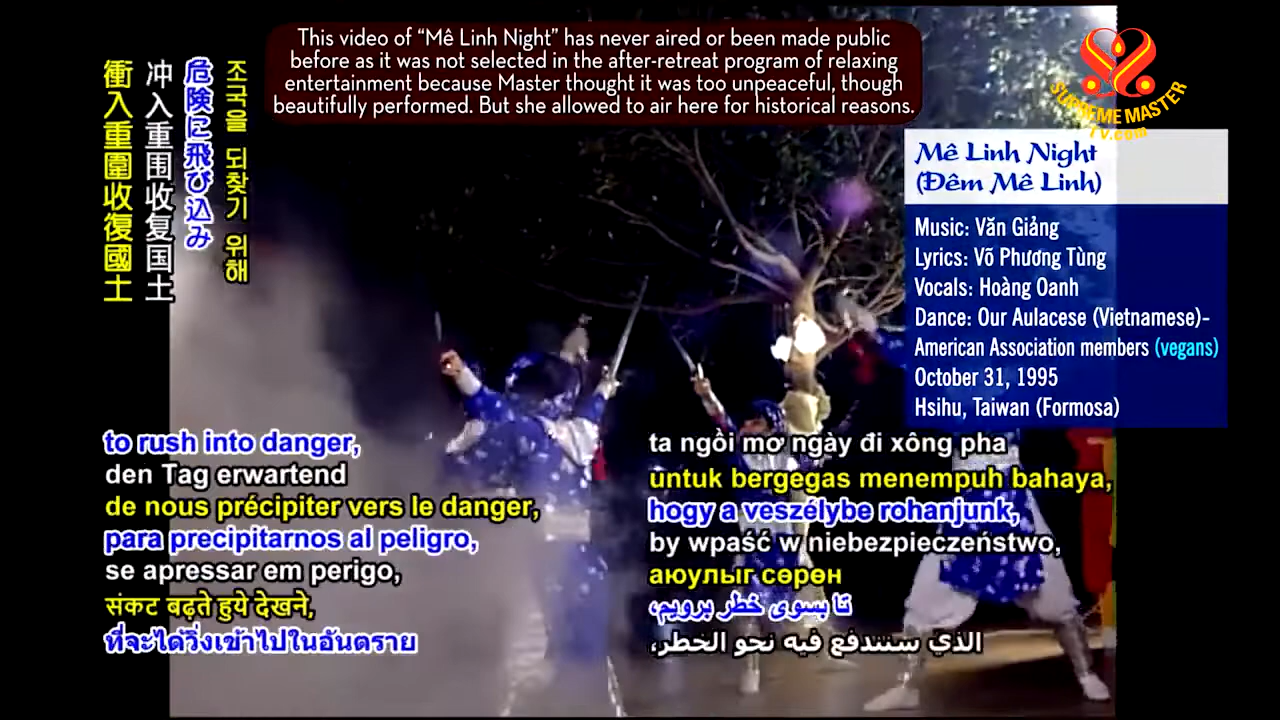 This video of “Mê Linh Night” has never aired or been made public
before as it was not selected in the after-retreat program of relaxing
entertainment because Master thought it was too unpeaceful, though
beautifully performed. But she allowed to air here for historical reasons.
SUPREME MASTER
TV.com
Mê Linh Night
(Đêm Mê Linh)
Music: Văn Giảng
Lyrics: Võ Phương Tùng
Vocals: Hoàng Oanh
Dance: Our Aulacese (Vietnamese)-
American Association members (vegans)
October 31, 1995
Hsihu, Taiwan (Formosa)
조국을 되찾기 위해
危険に飛び込み
冲入重围收复国土
衝入重圍收復國土
to rush into danger,
den Tag erwartend
de nous précipiter vers le danger,
para precipitarnos al peligro,
se apressar em perigo,
संकट बढ़ते हुये देखने,
ที่จะได้วิ่งเข้าไปในอันตราย
ta ngồi mơ ngày đi xông pha
untuk bergegas menempuh bahaya,
hogy a veszélybe rohanjunk,
by wpaść w niebezpieczeństwo,
аюулыг сөрөн
تا بسوی خطر برویم،
الذي سنندفع فيه نحو الخطر،